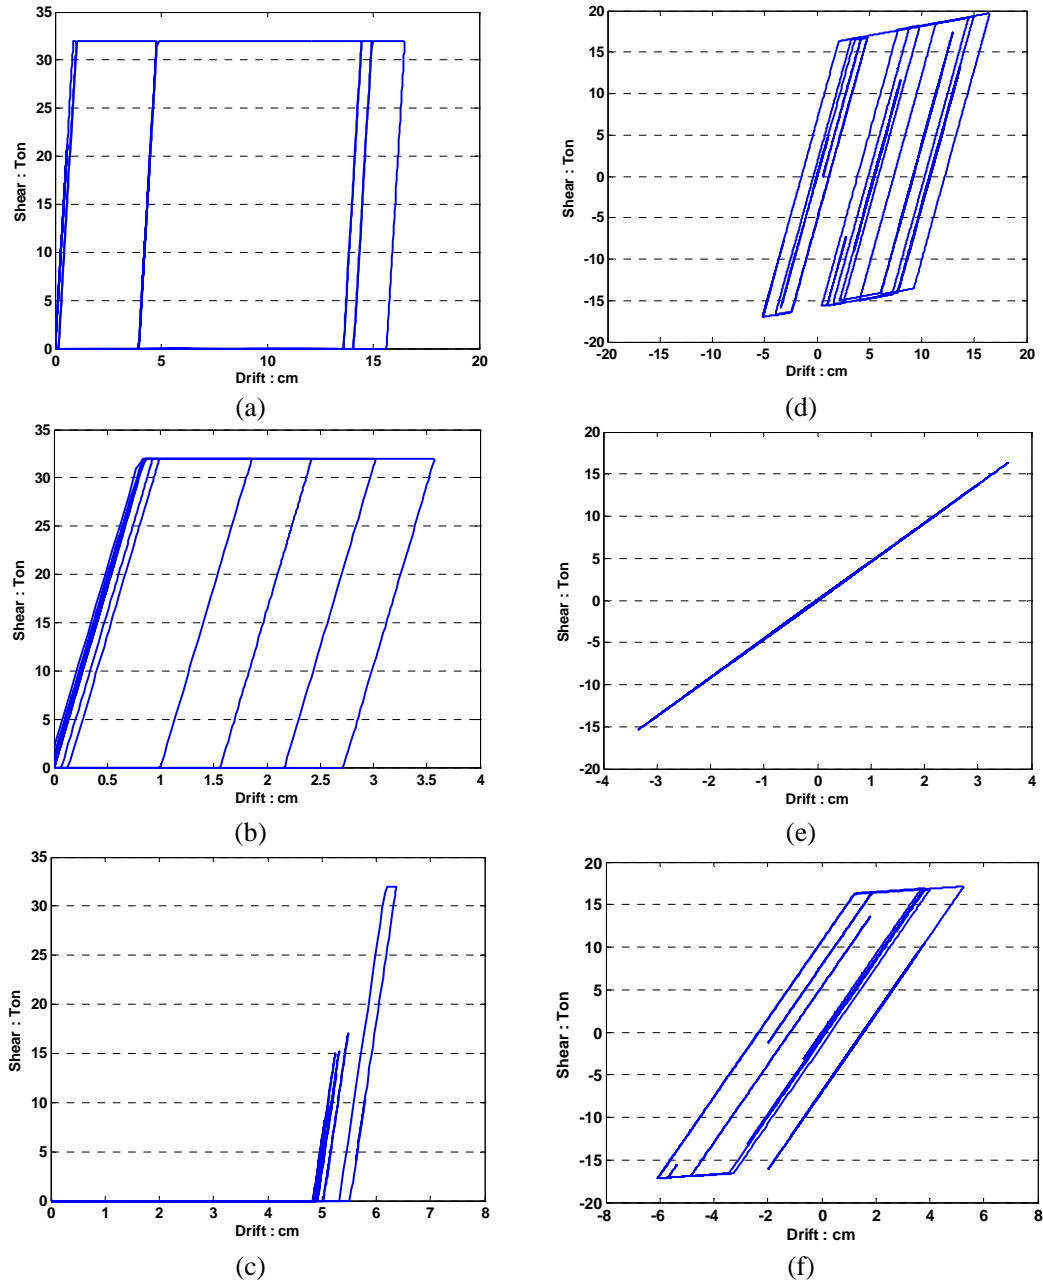 35
30
25
20
15
10
5
0
Shear : Ton
0 5 10 15 20
Drift : cm
(a)
20
15
10
5
0
-5
-10
-15
-20
Shear : Ton
-20 -15 -10 -5 0 5 10 15 20
Drift : cm
(d)
35
30
25
20
15
10
5
0
Shear : Ton
0 0.5 1 1.5 2 2.5 3 3.5 4
Drift : cm
(b)
20
15
10
5
0
-5
-10
-15
-20
Shear : Ton
-4 -3 -2 -1 0 1 2 3 4
Drift : cm
(e)
35
30
25
20
15
10
5
0
Shear : Ton
0 1 2 3 4 5 6 7 8
Drift : cm
(c)
20
15
10
5
0
-5
-10
-15
-20
Shear : Ton
-8 -6 -4 -2 0 2 4 6 8
Drift : cm
(f)